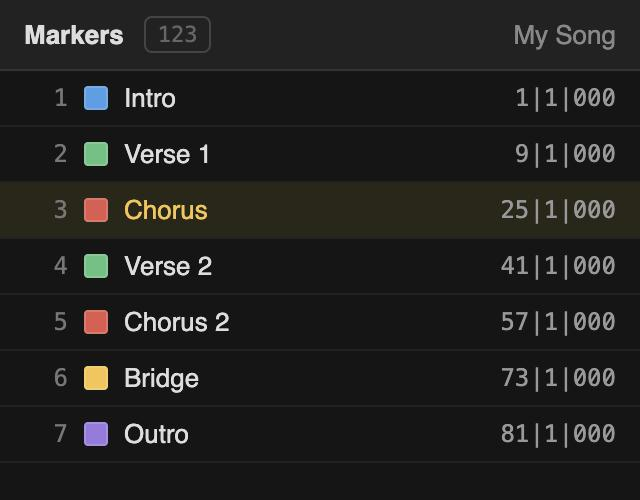 Markers 123 My Song
1 Intro 1|1|000
2 Verse 1 9|1|000
3 Chorus 25|1|000
4 Verse 2 41|1|000
5 Chorus 2 57|1|000
6 Bridge 73|1|000
7 Outro 81|1|000